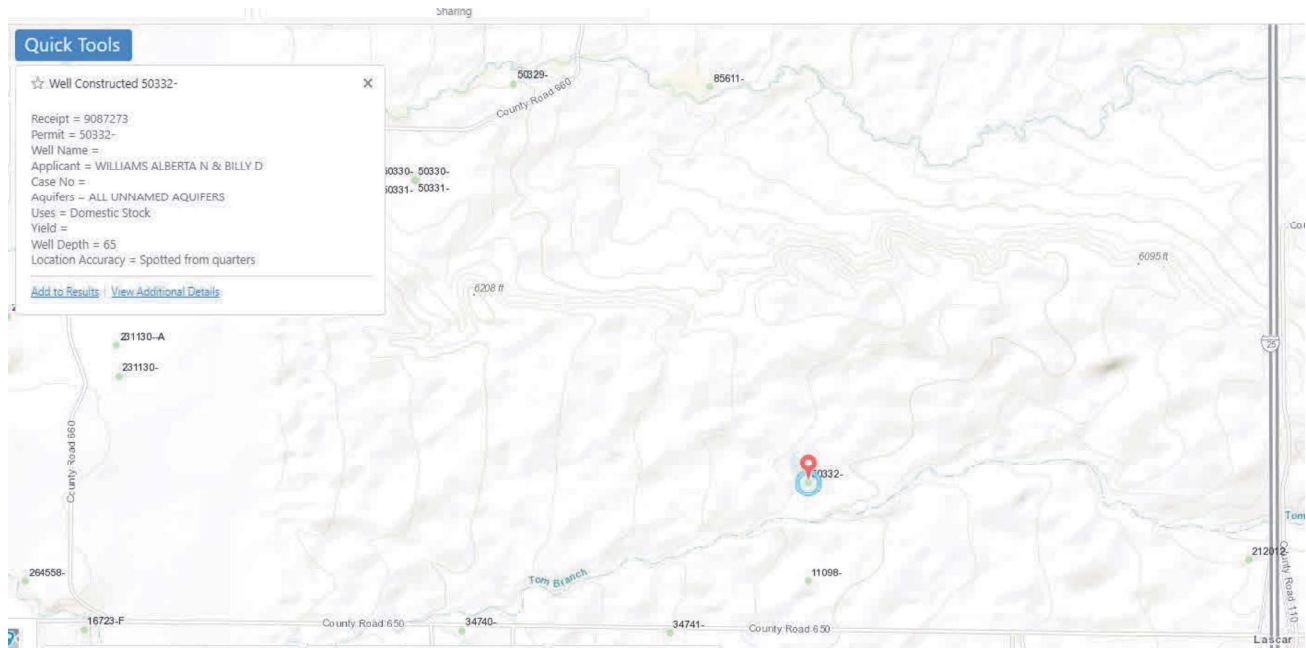 Sharing
Quick Tools
Well Constructed 50332-
Receipt = 9087273
Permit = 50332-
Well Name =
Applicant = WILLIAMS ALBERTA N & BILLY D
Case No =
Aquifers = ALL UNNAMED AQUIFERS
Uses = Domestic Stock
Yield =
Well Depth = 65
Location Accuracy = Spotted from quarters
Add to Results View Additional Details
50329-
85611-
County Road 960
50330- 50330-
50331- 50331-
6095 ft
6208 ft
231130--A
231130-
25
County Road 660
50332-
Tom
212012-
264558-
Tom Branch
11098-
16723-F
County Road 650
34740-
34741-
County Road 650
County Road 110
Lascar